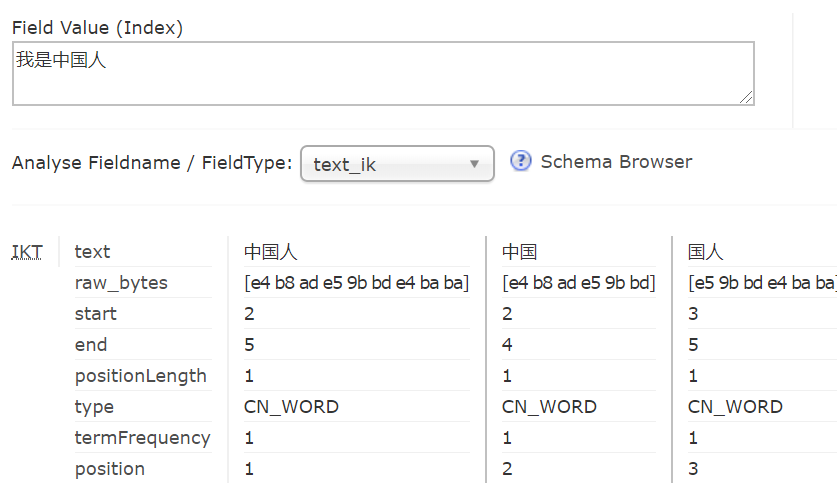 Field Value (Index)
我是中国人
Analyse Fieldname / FieldType: text_ik Schema Browser
IKT text 中国人 中国 国人
raw_bytes [e4 b8 ad e5 9b bd e4 ba ba] [e4 b8 ad e5 9b bd] [e5 9b bd e4 ba ba]
start 2 2 3
end 5 4 5
positionLength 1 1 1
type CN_WORD CN_WORD CN_WORD
termFrequency 1 1 1
position 1 2 3